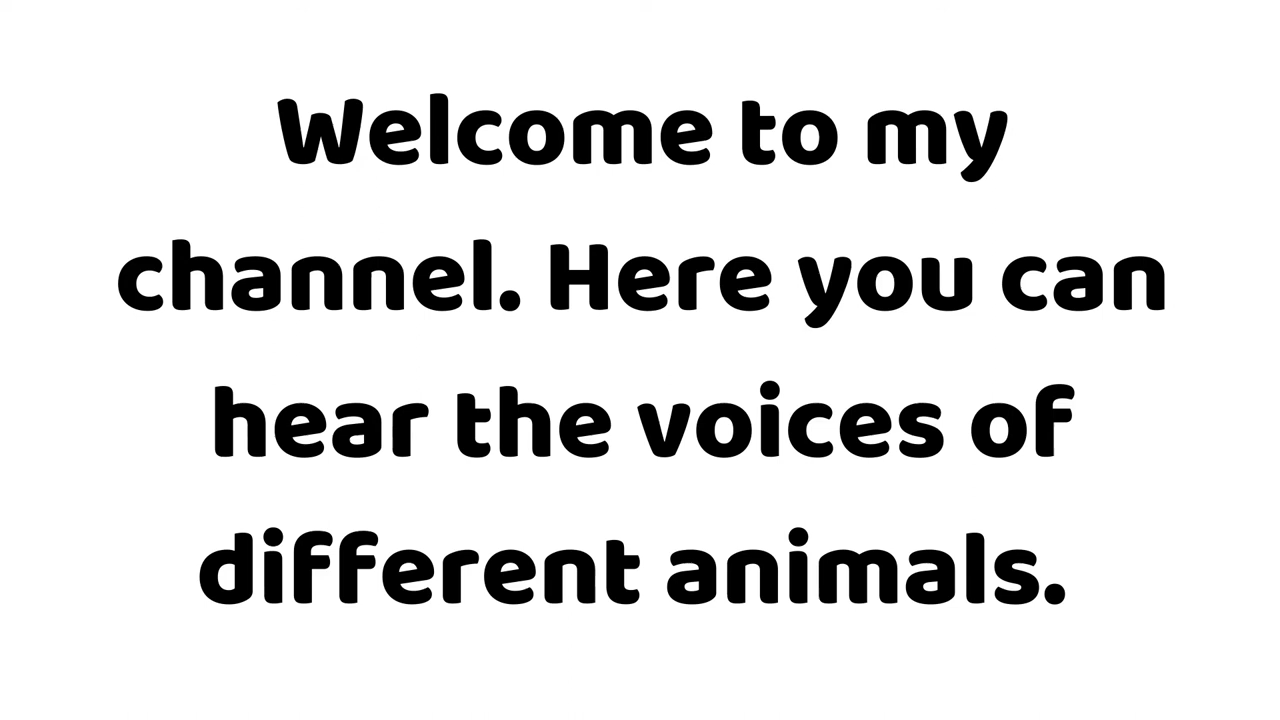 Welcome to my
channel. Here you can
hear the voices of
different animals.